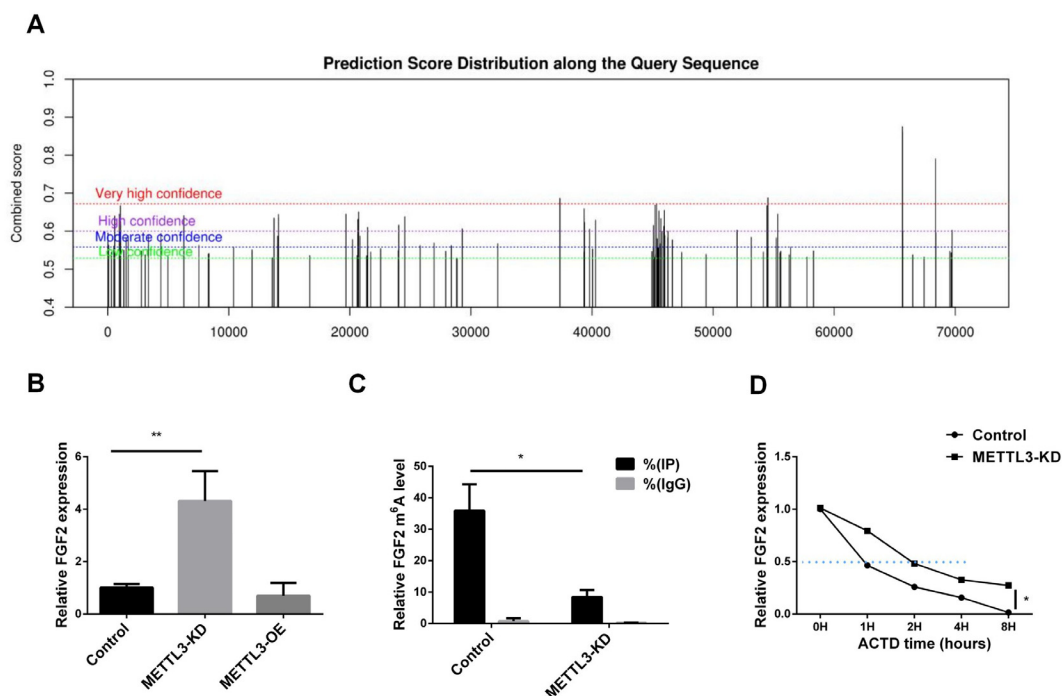 A
Prediction Score Distribution along the Query Sequence
Combined score
1.0
0.9
0.8
0.7
0.6
0.5
0.4
Very high confidence
High confidence
Moderate confidence
Low confidence
0 10000 20000 30000 40000 50000 60000 70000
B
Relative FGF2 expression
6
4
2
0
**
Control
METTL3-KD
METTL3-OE
C
Relative FGF2 m⁶A level
50
40
30
20
10
0
*
%(IP)
%(IgG)
Control
METTL3-KD
D
Control
METTL3-KD
Relative FGF2 expression
1.5
1.0
0.5
0.0
*
0H 1H 2H 4H 8H
ACTD time (hours)